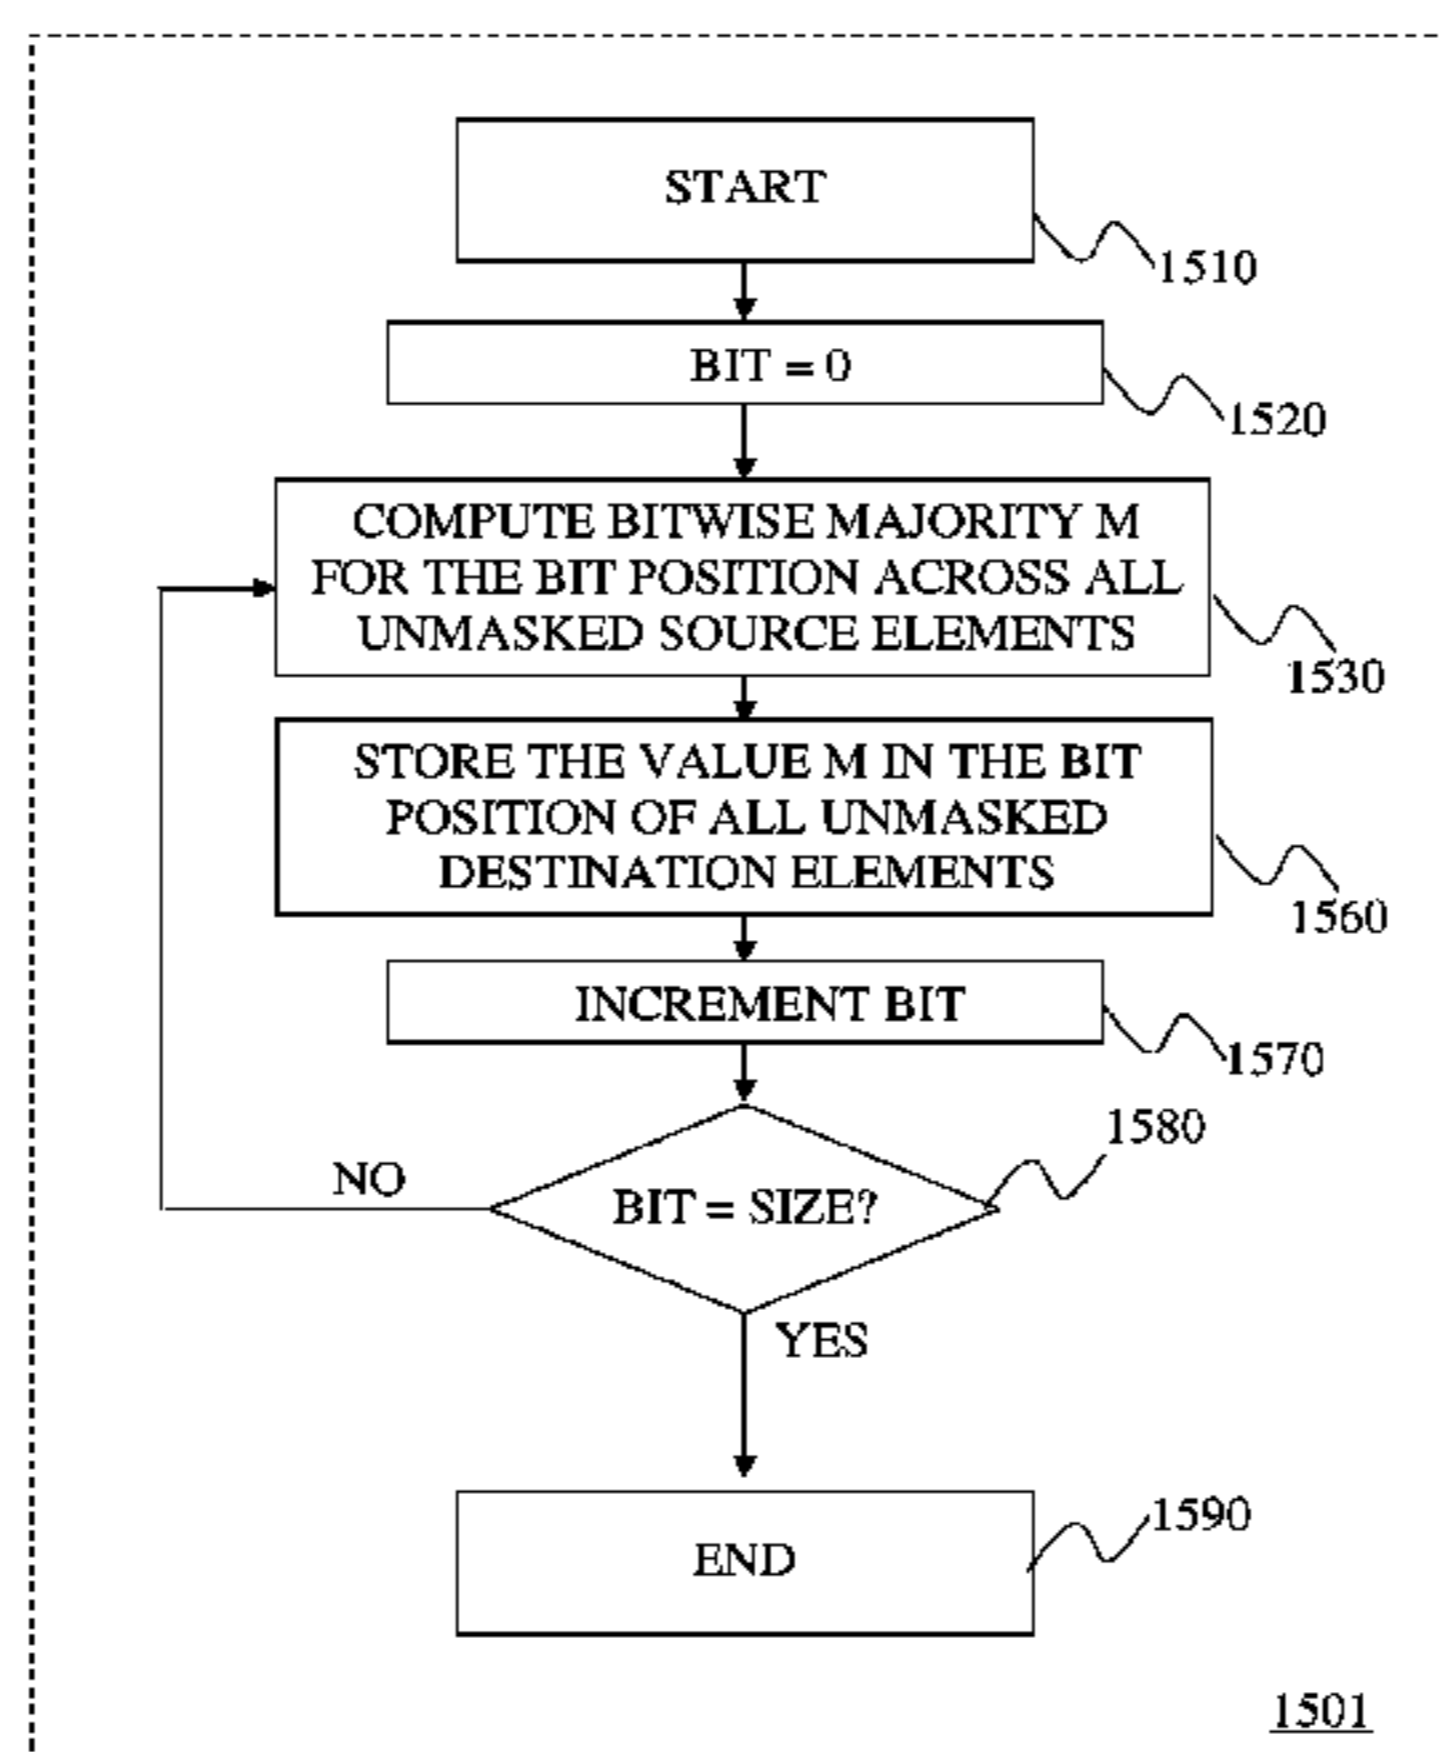 START
1510
BIT = 0
1520
COMPUTE BITWISE MAJORITY M
FOR THE BIT POSITION ACROSS ALL
UNMASKED SOURCE ELEMENTS
1530
STORE THE VALUE M IN THE BIT
POSITION OF ALL UNMASKED
DESTINATION ELEMENTS
1560
INCREMENT BIT
1570
1580
NO
BIT = SIZE?
YES
1590
END
1501